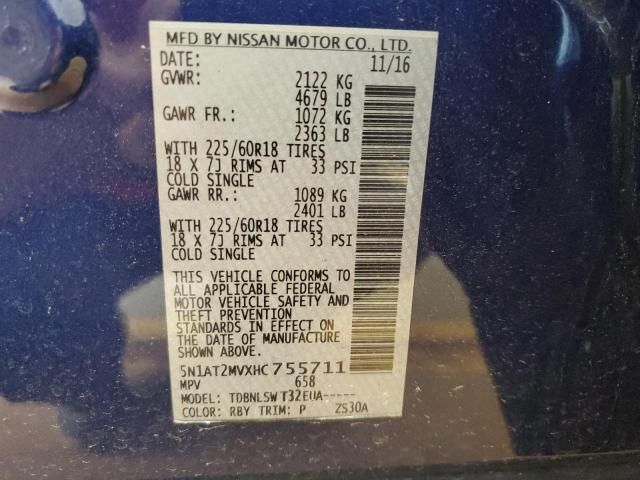 MFD BY NISSAN MOTOR CO., LTD.
DATE: 11/16
GVWR: 2122 KG
4679 LB
GAWR FR.: 1072 KG
2363 LB
WITH 225/60R18 TIRES
18 X 7J RIMS AT 33 PSI
COLD SINGLE
GAWR RR.: 1089 KG
2401 LB
WITH 225/60R18 TIRES
18 X 7J RIMS AT 33 PSI
COLD SINGLE
THIS VEHICLE CONFORMS TO
ALL APPLICABLE FEDERAL
MOTOR VEHICLE SAFETY AND
THEFT PREVENTION
STANDARDS IN EFFECT ON
THE DATE OF MANUFACTURE
SHOWN ABOVE.
5N1AT2MVXHC755711
MPV 658
MODEL: TDBNLSWT32EUA-----
COLOR: RBY TRIM: P ZS30A